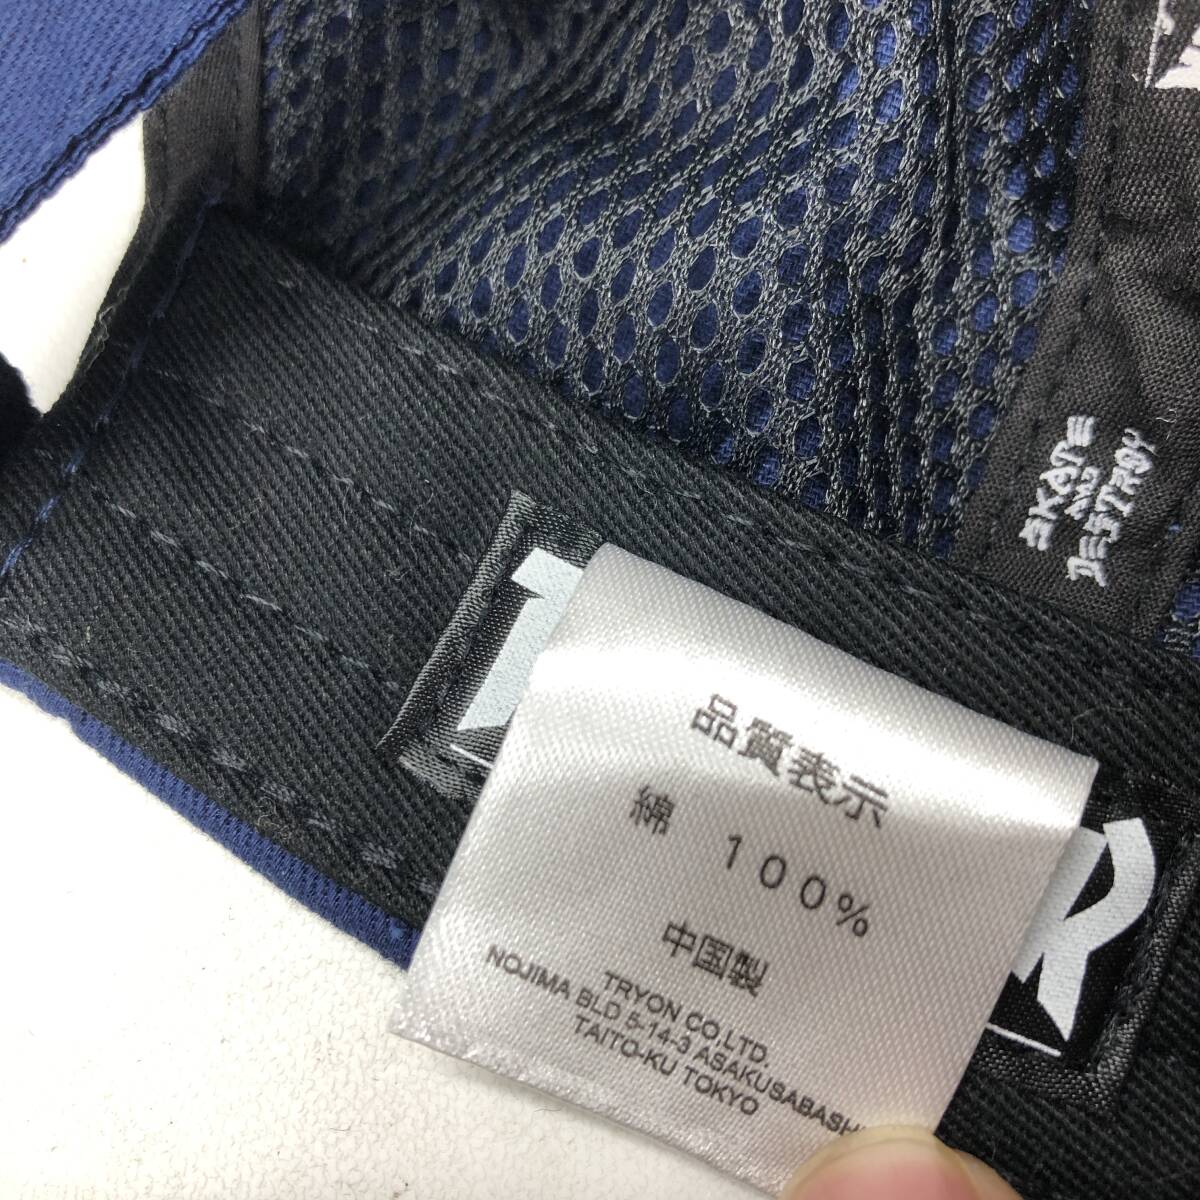 SKATE
AND
DESTROY
品質表示
綿 100%
中国製
TRYON CO.,LTD.
NOJIMA BLD 5-14-3 ASAKUSABASHI
TAITO-KU TOKYO